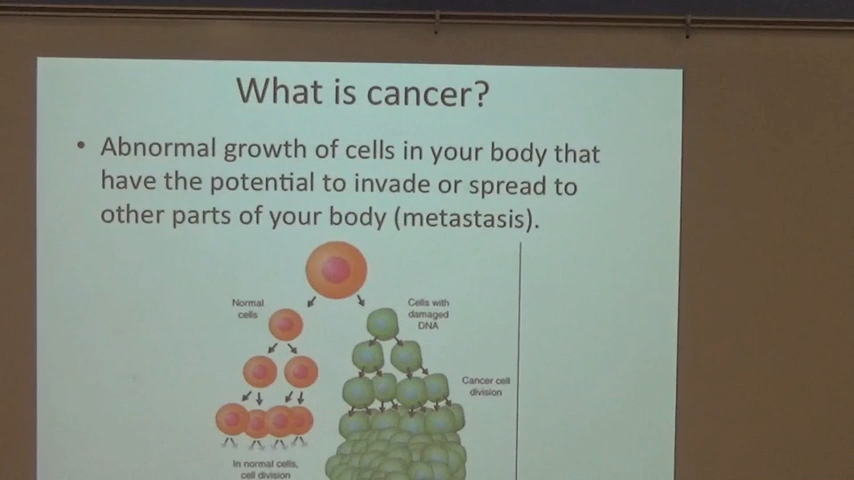 What is cancer?
• Abnormal growth of cells in your body that
have the potential to invade or spread to
other parts of your body (metastasis).
Normal
cells
Cells with
damaged
DNA
Cancer cell
division
In normal cells,
cell division